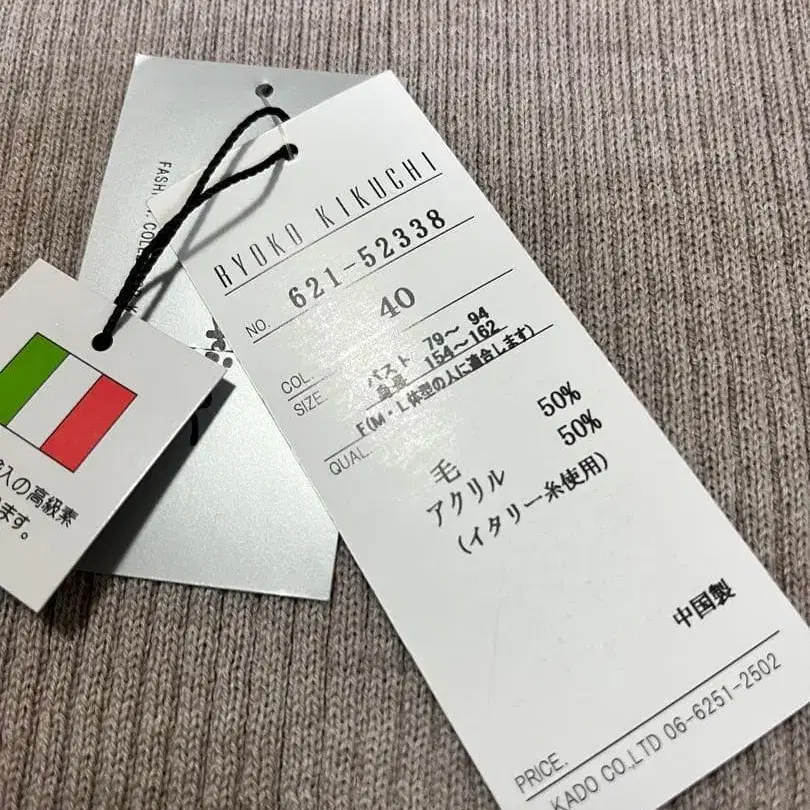 RYOKO KIKUCHI
NO. 621-52338
COL. 40
SIZE. バスト 79〜 94
身長 154〜162
F(M・L体型の人に適合します)
QUAL. 毛 50%
アクリル 50%
(イタリー糸使用)
中国製
PRICE.
KADO CO.,LTD 06-6251-2502
入の高級素
ます。